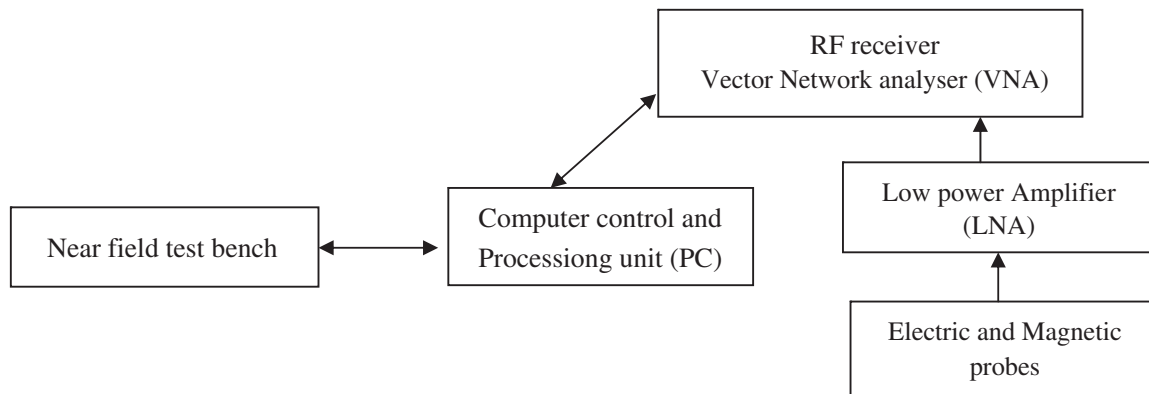 RF receiver
Vector Network analyser (VNA)
Low power Amplifier
(LNA)
Computer control and
Processiong unit (PC)
Near field test bench
Electric and Magnetic
probes